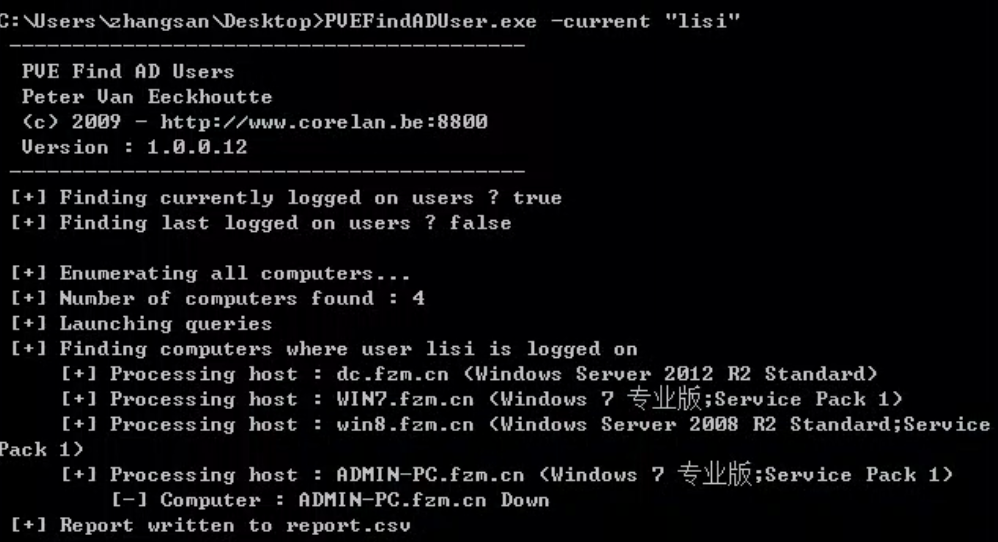 C:\Users\zhangsan\Desktop>PVEFindADUser.exe -current "lisi"
-----------------------------------------
PVE Find AD Users
Peter Van Eeckhoutte
(c) 2009 - http://www.corelan.be:8800
Version : 1.0.0.12
-----------------------------------------
[+] Finding currently logged on users ? true
[+] Finding last logged on users ? false
[+] Enumerating all computers...
[+] Number of computers found : 4
[+] Launching queries
[+] Finding computers where user lisi is logged on
[+] Processing host : dc.fzm.cn (Windows Server 2012 R2 Standard)
[+] Processing host : WIN7.fzm.cn (Windows 7 专业版;Service Pack 1)
[+] Processing host : win8.fzm.cn (Windows Server 2008 R2 Standard;Service
Pack 1)
[+] Processing host : ADMIN-PC.fzm.cn (Windows 7 专业版;Service Pack 1)
[-] Computer : ADMIN-PC.fzm.cn Down
[+] Report written to report.csv